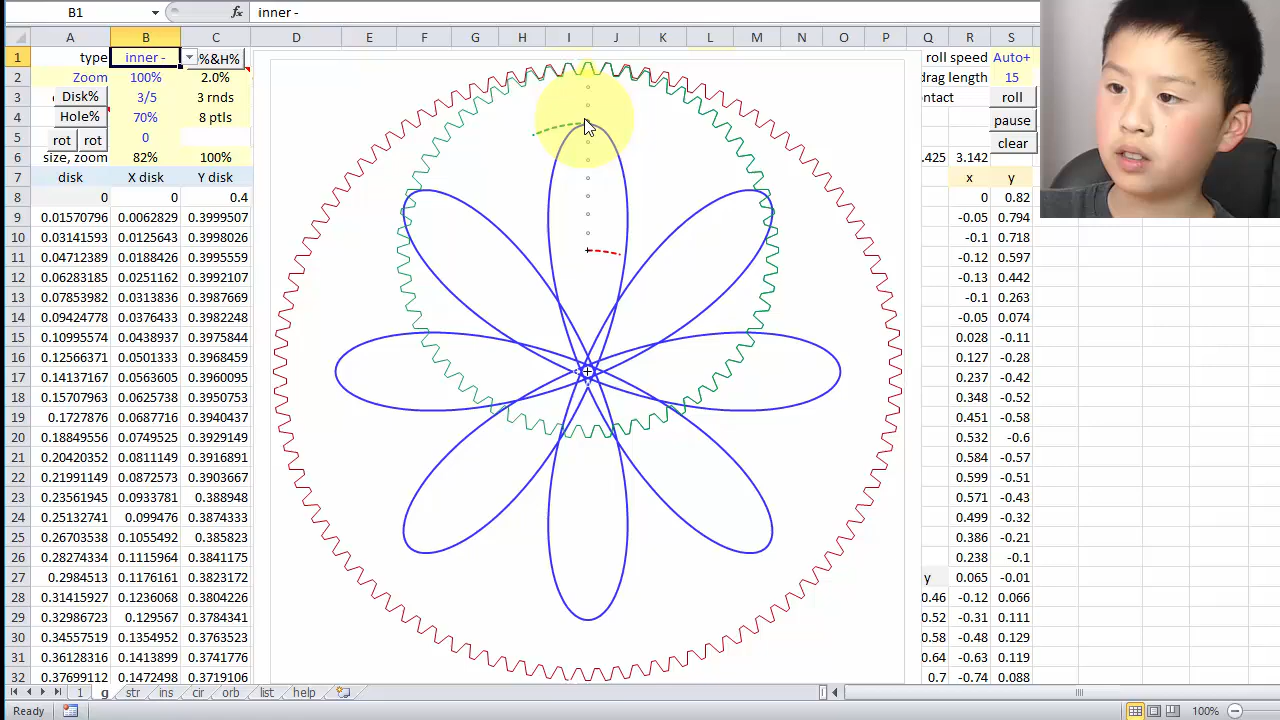 B1 fx inner -
A B C D E F G H I J K L M N O P Q R S
1 type inner - %&H% roll speed Auto+
2 Zoom 100% 2.0% drag length 15
3 Disk% 3/5 3 rnds ntact roll
4 Hole% 70% 8 ptls pause
5 rot rot 0 clear
6 size, zoom 82% 100% .425 3.142
7 disk X disk Y disk x y
8 0 0 0.4 0 0.82
9 0.01570796 0.0062829 0.3999507 -0.05 0.794
10 0.03141593 0.0125643 0.3998026 -0.1 0.718
11 0.04712389 0.0188426 0.3995559 -0.12 0.597
12 0.06283185 0.0251162 0.3992107 -0.13 0.442
13 0.07853982 0.0313836 0.3987669 -0.1 0.263
14 0.09424778 0.0376433 0.3982248 -0.05 0.074
15 0.10995574 0.0438937 0.3975844 0.028 -0.11
16 0.12566371 0.0501333 0.3968459 0.127 -0.28
17 0.14137167 0.0563605 0.3960095 0.237 -0.42
18 0.15707963 0.062573 0.3950753 0.348 -0.52
19 0.1727876 0.0687716 0.3940437 0.451 -0.58
20 0.18849556 0.0749525 0.3929149 0.532 -0.6
21 0.20420352 0.0811149 0.3916891 0.584 -0.57
22 0.21991149 0.0872573 0.3903667 0.599 -0.51
23 0.23561945 0.0933781 0.388948 0.571 -0.43
24 0.25132741 0.099476 0.3874333 0.499 -0.32
25 0.26703538 0.1055492 0.385823 0.386 -0.21
26 0.28274334 0.1115964 0.3841175 0.238 -0.1
27 0.2984513 0.1176161 0.3823172 y 0.065 -0.01
28 0.31415927 0.1236068 0.3804226 0.46 -0.12 0.066
29 0.32986723 0.129567 0.3784341 0.52 -0.31 0.111
30 0.34557519 0.1354952 0.3763523 0.58 -0.48 0.129
31 0.36128316 0.1413899 0.3741776 0.64 -0.63 0.119
32 0.37699112 0.1472498 0.3719106 0.7 -0.74 0.088
1 g str ins cir orb list help
Ready 100%